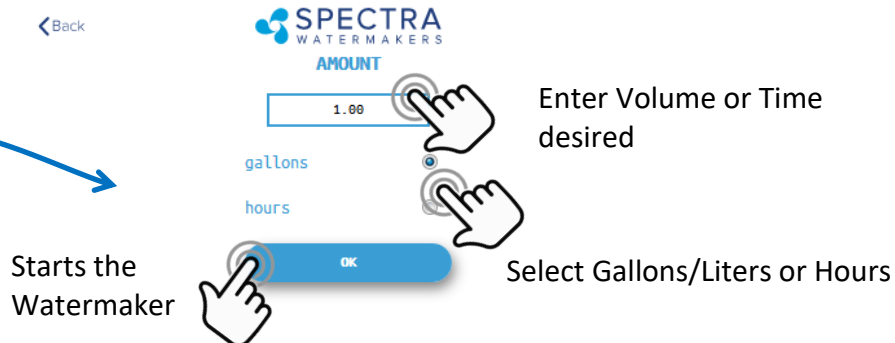 Back
SPECTRA
WATERMAKERS
AMOUNT
1.00
Enter Volume or Time
desired
gallons
hours
OK
Select Gallons/Liters or Hours
Starts the
Watermaker